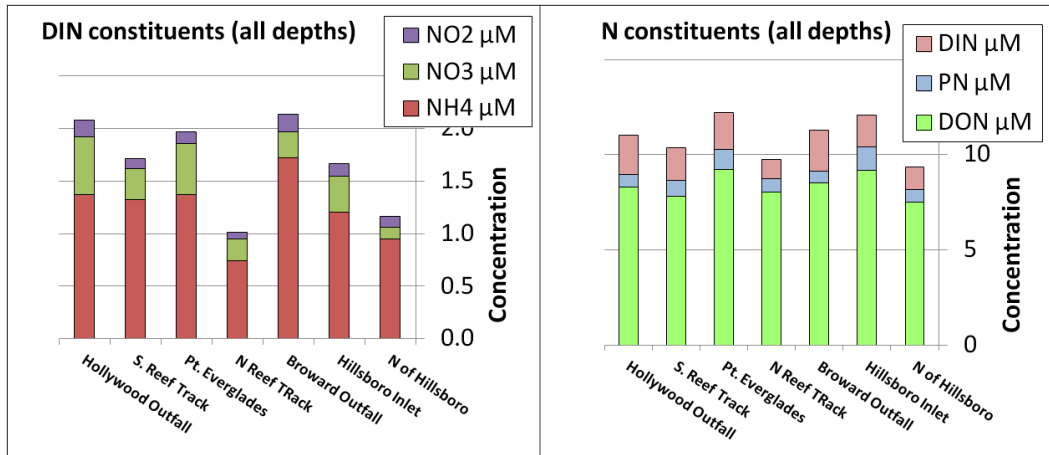 DIN constituents (all depths)
NO2 µM
NO3 µM
NH4 µM
2.0
1.5
1.0
0.5
0.0
Concentration
Hollywood Outfall
S. Reef Track
Pt. Everglades
N Reef TRack
Broward Outfall
Hillsboro Inlet
N of Hillsboro
N constituents (all depths)
DIN µM
PN µM
DON µM
10
5
0
Concentration
Hollywood Outfall
S. Reef Track
Pt. Everglades
N Reef TRack
Broward Outfall
Hillsboro Inlet
N of Hillsboro